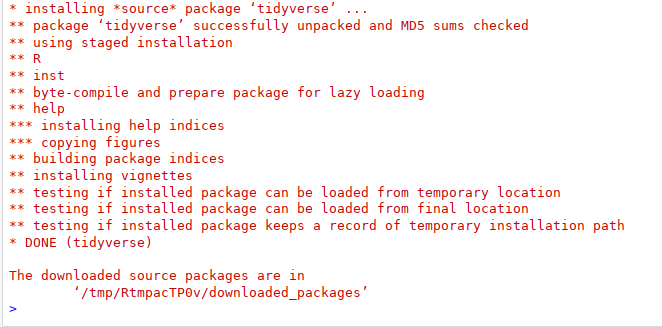 * installing *source* package ‘tidyverse’ ...
** package ‘tidyverse’ successfully unpacked and MD5 sums checked
** using staged installation
** R
** inst
** byte-compile and prepare package for lazy loading
** help
*** installing help indices
*** copying figures
** building package indices
** installing vignettes
** testing if installed package can be loaded from temporary location
** testing if installed package can be loaded from final location
** testing if installed package keeps a record of temporary installation path
* DONE (tidyverse)
The downloaded source packages are in
‘/tmp/RtmpacTP0v/downloaded_packages’
>